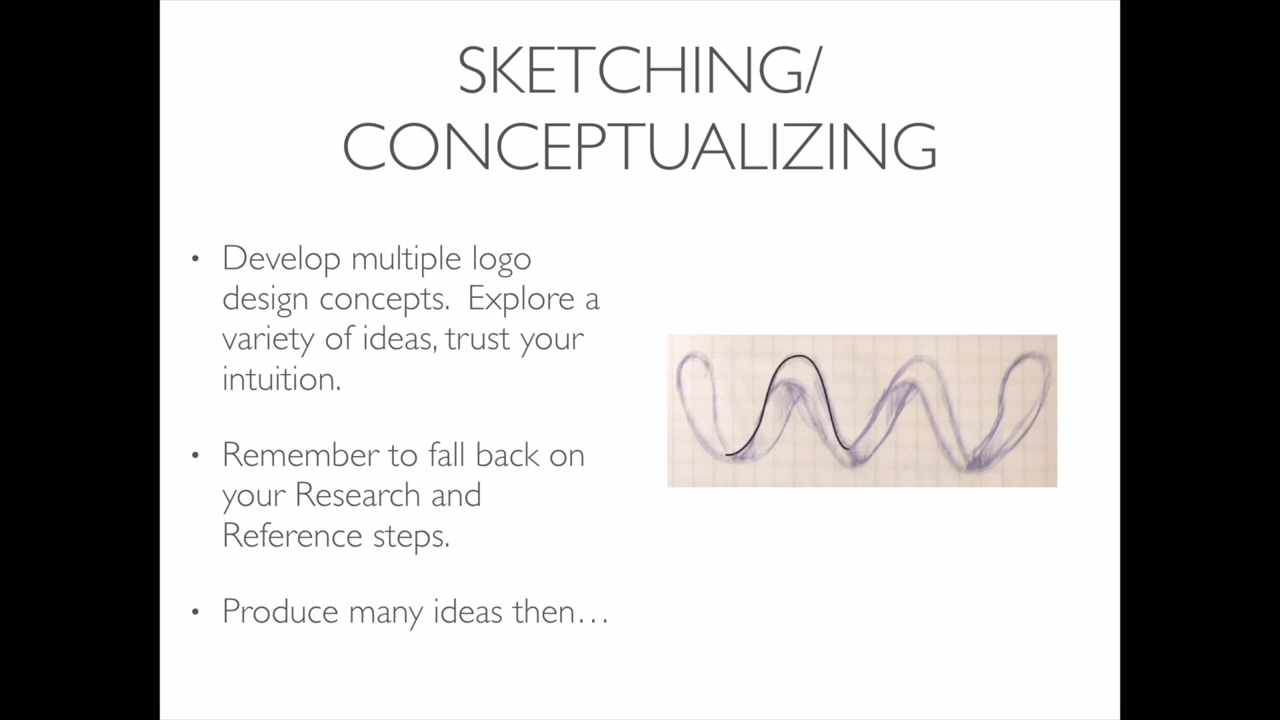 SKETCHING/
CONCEPTUALIZING
• Develop multiple logo
design concepts.  Explore a
variety of ideas, trust your
intuition.
• Remember to fall back on
your Research and
Reference steps.
• Produce many ideas then…